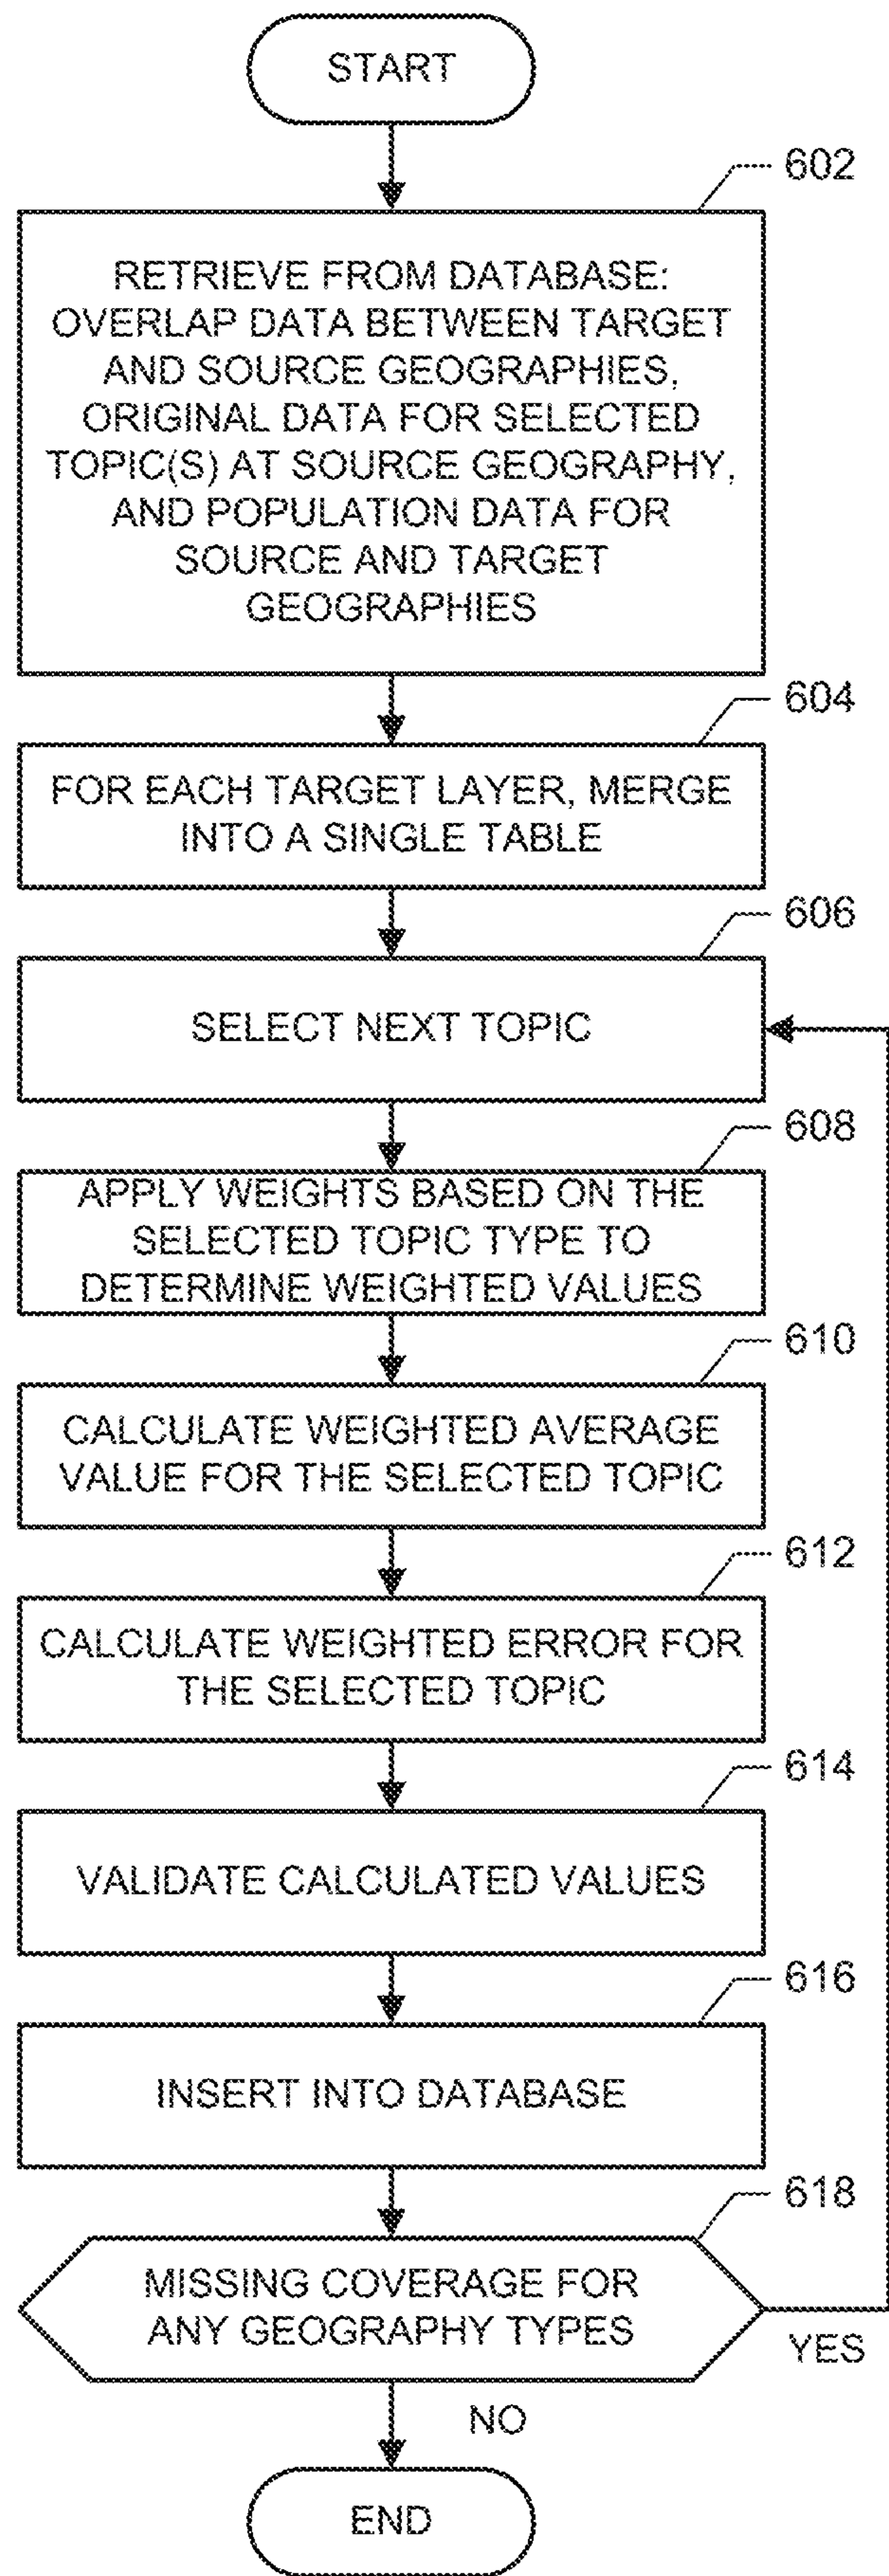 START
602
RETRIEVE FROM DATABASE:
OVERLAP DATA BETWEEN TARGET
AND SOURCE GEOGRAPHIES,
ORIGINAL DATA FOR SELECTED
TOPIC(S) AT SOURCE GEOGRAPHY,
AND POPULATION DATA FOR
SOURCE AND TARGET
GEOGRAPHIES
604
FOR EACH TARGET LAYER, MERGE
INTO A SINGLE TABLE
606
SELECT NEXT TOPIC
608
APPLY WEIGHTS BASED ON THE
SELECTED TOPIC TYPE TO
DETERMINE WEIGHTED VALUES
610
CALCULATE WEIGHTED AVERAGE
VALUE FOR THE SELECTED TOPIC
612
CALCULATE WEIGHTED ERROR FOR
THE SELECTED TOPIC
614
VALIDATE CALCULATED VALUES
616
INSERT INTO DATABASE
618
MISSING COVERAGE FOR
ANY GEOGRAPHY TYPES
YES
NO
END